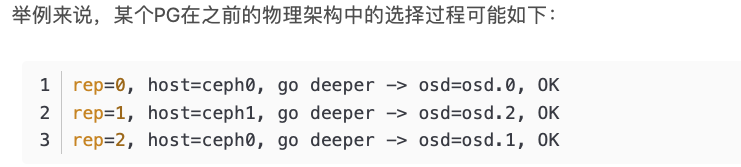 举例来说，某个PG在之前的物理架构中的选择过程可能如下：
1 rep=0, host=ceph0, go deeper -> osd=osd.0, OK
2 rep=1, host=ceph1, go deeper -> osd=osd.2, OK
3 rep=2, host=ceph0, go deeper -> osd=osd.1, OK